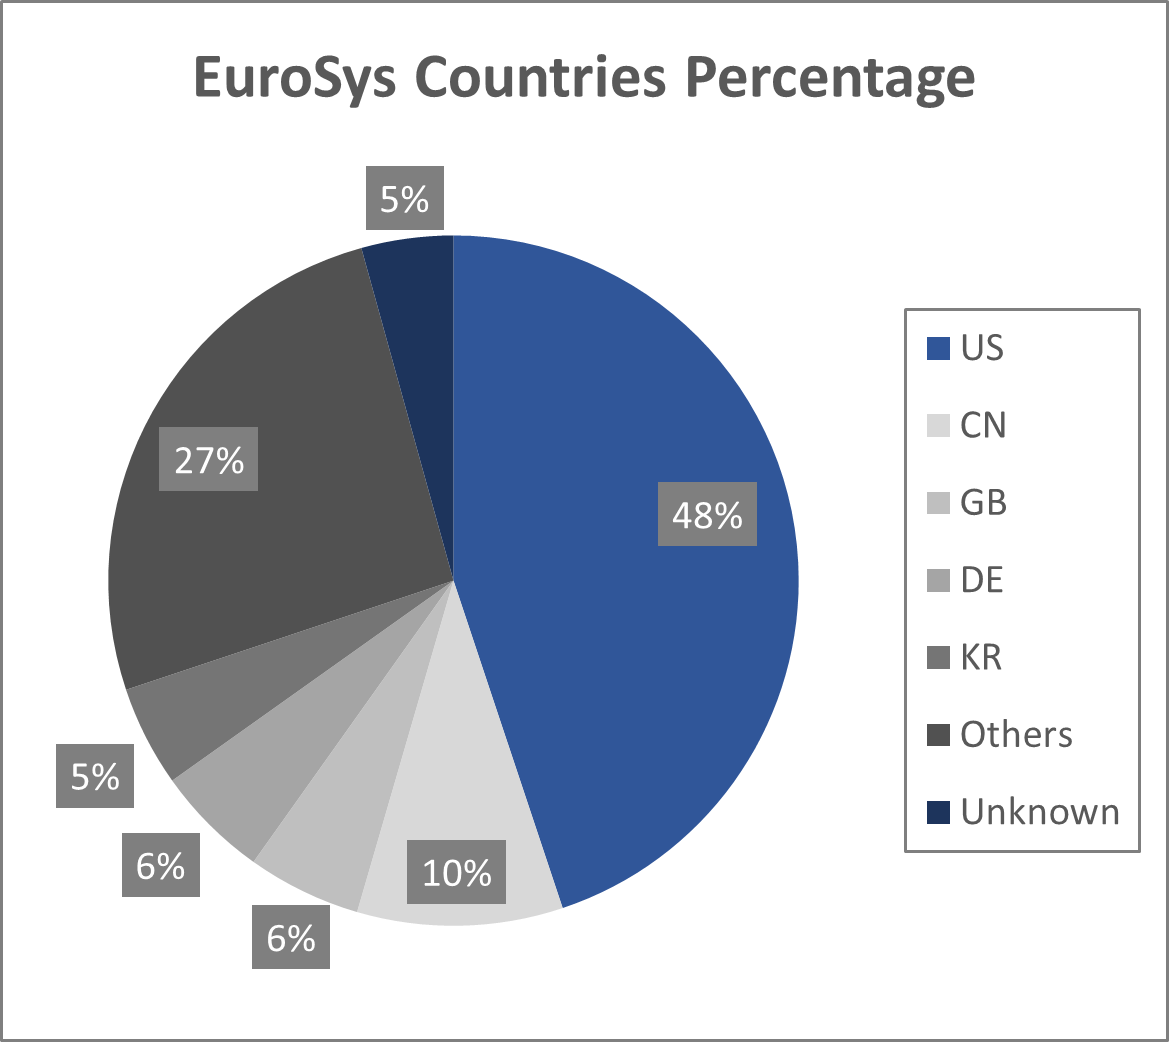 EuroSys Countries Percentage
5%
27%
48%
5%
6%
6%
10%
US
CN
GB
DE
KR
Others
Unknown